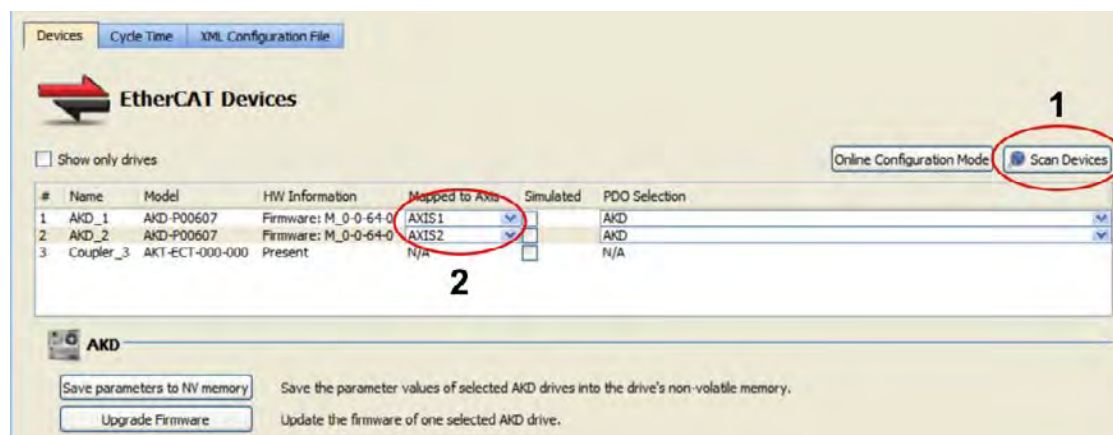 Devices Cycle Time XML Configuration File
EtherCAT Devices
1
Show only drives Online Configuration Mode Scan Devices
# Name Model HW Information Mapped to Axis Simulated PDO Selection
1 AKD_1 AKD-P00607 Firmware: M_0-0-64-0 AXIS1 AKD
2 AKD_2 AKD-P00607 Firmware: M_0-0-64-0 AXIS2 AKD
3 Coupler_3 AKT-ECT-000-000 Present N/A N/A
2
AKD
Save parameters to NV memory Save the parameter values of selected AKD drives into the drive's non-volatile memory.
Upgrade Firmware Update the firmware of one selected AKD drive.